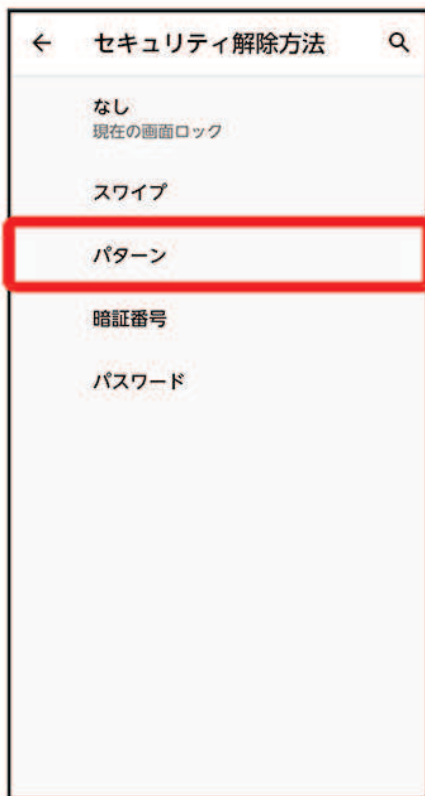 セキュリティ解除方法
なし
現在の画面ロック
スワイプ
パターン
暗証番号
パスワード